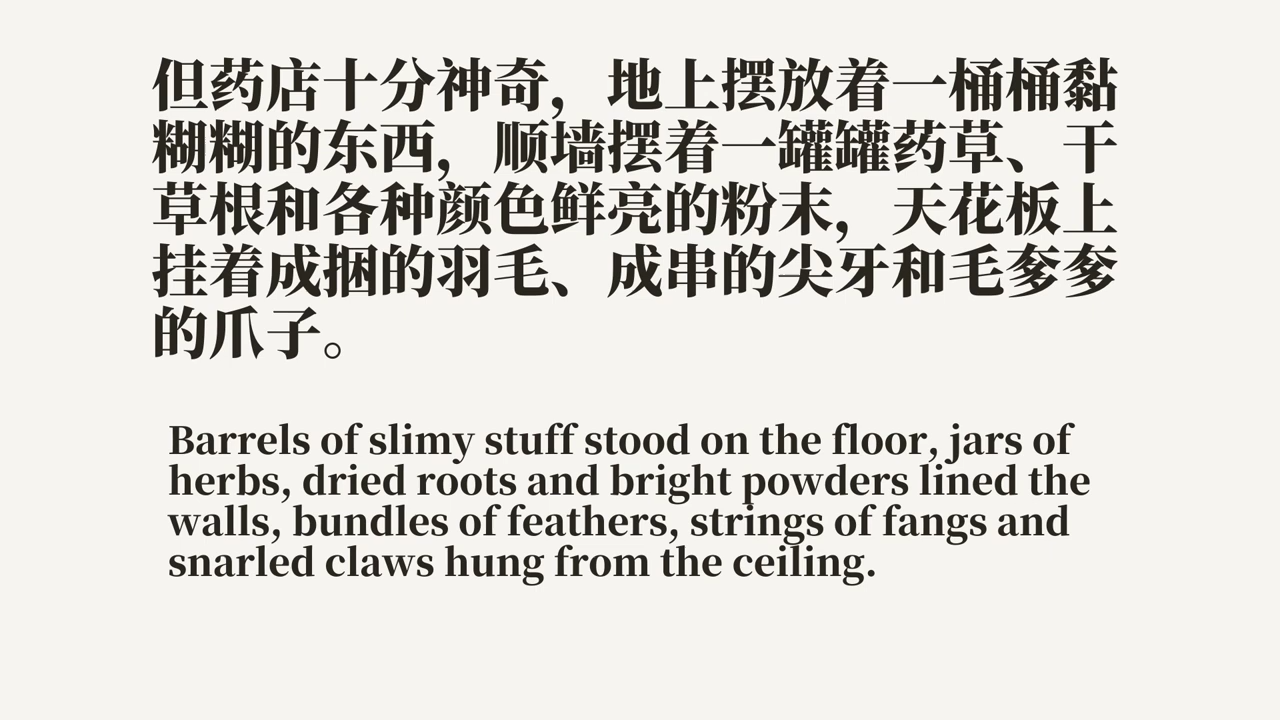 但药店十分神奇，地上摆放着一桶桶黏
糊糊的东西，顺墙摆着一罐罐药草、干
草根和各种颜色鲜亮的粉末，天花板上
挂着成捆的羽毛、成串的尖牙和毛爹爹
的爪子。
Barrels of slimy stuff stood on the floor, jars of
herbs, dried roots and bright powders lined the
walls, bundles of feathers, strings of fangs and
snarled claws hung from the ceiling.